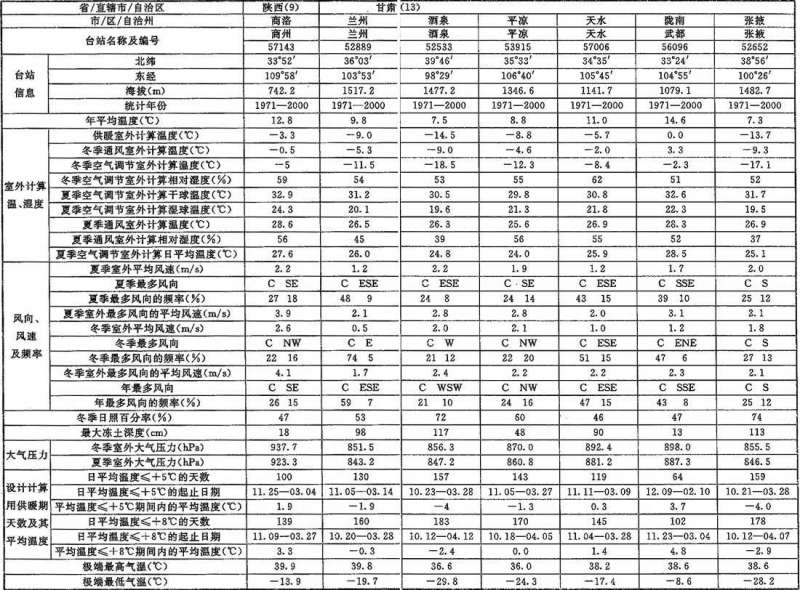 省/直辖市/自治区 陕西(9) 甘肃(13)
市/区/自治州 商洛 兰州 酒泉 平凉 天水 陇南 张掖
台站名称及编号 商州 兰州 酒泉 平凉 天水 武都 张掖
57143 52889 52533 53915 57006 56096 52652
台站信息 北纬 33°52′ 36°03′ 39°46′ 35°33′ 34°35′ 33°24′ 38°56′
东经 109°58′ 103°53′ 98°29′ 106°40′ 105°45′ 104°55′ 100°26′
海拔(m) 742.2 1517.2 1477.2 1346.6 1141.7 1079.1 1482.7
统计年份 1971—2000 1971—2000 1971—2000 1971—2000 1971—2000 1971—2000 1971—2000
年平均温度(℃) 12.8 9.8 7.5 8.8 11.0 14.6 7.3
室外计算温、湿度 供暖室外计算温度(℃) -3.3 -9.0 -14.5 -8.8 -5.7 0.0 -13.7
冬季通风室外计算温度(℃) -0.5 -5.3 -9.0 -4.6 -2.0 3.3 -9.3
冬季空气调节室外计算温度(℃) -5 -11.5 -18.5 -12.3 -8.4 -2.3 -17.1
冬季空气调节室外计算相对湿度(%) 59 54 53 55 62 51 52
夏季空气调节室外计算干球温度(℃) 32.9 31.2 30.5 29.8 30.8 32.6 31.7
夏季空气调节室外计算湿球温度(℃) 24.3 20.1 19.6 21.3 21.8 22.3 19.5
夏季通风室外计算温度(℃) 28.6 26.5 26.3 25.6 26.9 28.3 26.9
夏季通风室外计算相对湿度(%) 56 45 39 56 55 52 37
夏季空气调节室外计算日平均温度(℃) 27.6 26.0 24.8 24.0 25.9 28.5 25.1
风向、风速及频率 夏季室外平均风速(m/s) 2.2 1.2 2.2 1.9 1.2 1.7 2.0
夏季最多风向 C SE C ESE C ESE C SE C ESE C SSE C S
夏季最多风向的频率(%) 27 18 48 9 24 8 24 14 43 15 39 10 25 12
夏季室外最多风向的平均风速(m/s) 3.9 2.1 2.8 2.8 2.0 3.1 2.1
冬季室外平均风速(m/s) 2.6 0.5 2.0 2.1 1.0 1.2 1.8
冬季最多风向 C NW C E C W C NW C ESE C ENE C S
冬季最多风向的频率(%) 22 16 74 5 21 12 22 20 51 15 47 6 27 13
冬季室外最多风向的平均风速(m/s) 4.1 1.7 2.4 2.2 2.2 2.3 2.1
年最多风向 C SE C ESE C WSW C NW C ESE C SSE C S
年最多风向的频率(%) 26 15 59 7 21 10 24 16 47 15 43 8 25 12
冬季日照百分率(%) 47 53 72 60 46 47 74
最大冻土深度(cm) 18 98 117 48 90 13 113
大气压力 冬季室外大气压力(hPa) 937.7 851.5 856.3 870.0 892.4 898.0 855.5
夏季室外大气压力(hPa) 923.3 843.2 847.2 860.8 881.2 887.3 846.5
设计计算用供暖期天数及其平均温度 日平均温度≤+5℃的天数 100 130 157 143 119 64 159
日平均温度≤+5℃的起止日期 11.25—03.04 11.05—03.14 10.23—03.28 11.05—03.27 11.11—03.09 12.09—02.10 10.21—03.28
平均温度≤+5℃期间内的平均温度(℃) 1.9 -1.9 -4 -1.3 0.3 3.7 -4.0
日平均温度≤+8℃的天数 139 160 183 170 145 102 178
日平均温度≤+8℃的起止日期 11.09—03.27 10.20—03.28 10.12—04.12 10.18—04.05 11.04—03.28 11.23—03.04 10.12—04.07
平均温度≤+8℃期间内的平均温度(℃) 3.3 -0.3 -2.4 0.0 1.4 4.8 -2.9
极端最高气温(℃) 39.9 39.8 36.6 36.0 38.2 38.6 38.6
极端最低气温(℃) -13.9 -19.7 -29.8 -24.3 -17.4 -8.6 -28.2